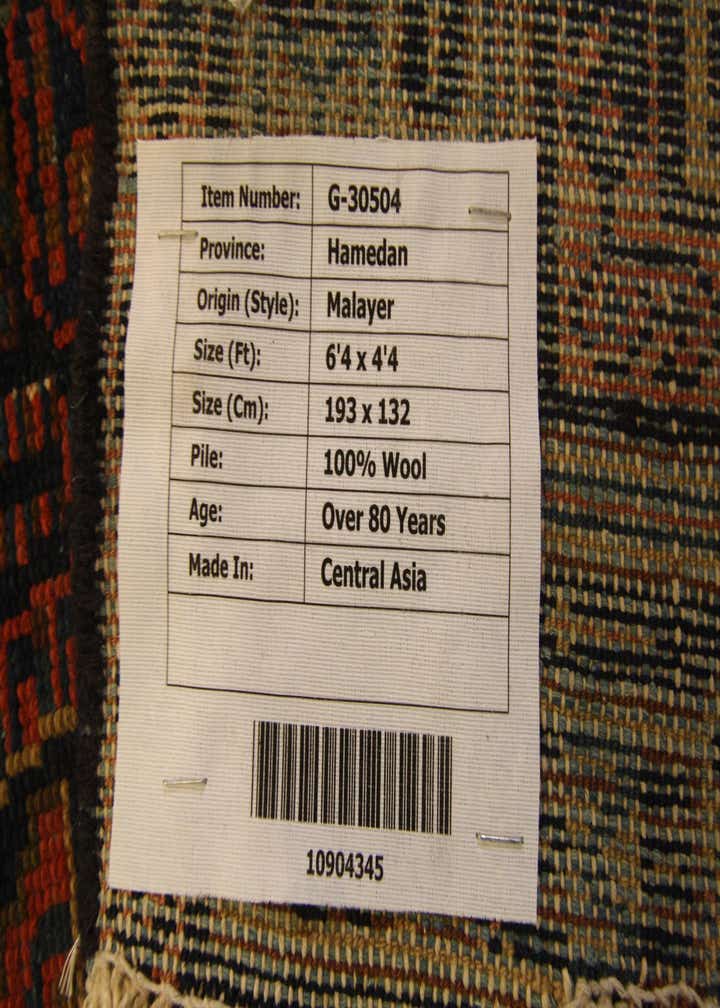 Item Number: G-30504
Province: Hamedan
Origin (Style): Malayer
Size (Ft): 6'4 x 4'4
Size (Cm): 193 x 132
Pile: 100% Wool
Age: Over 80 Years
Made In: Central Asia
10904345